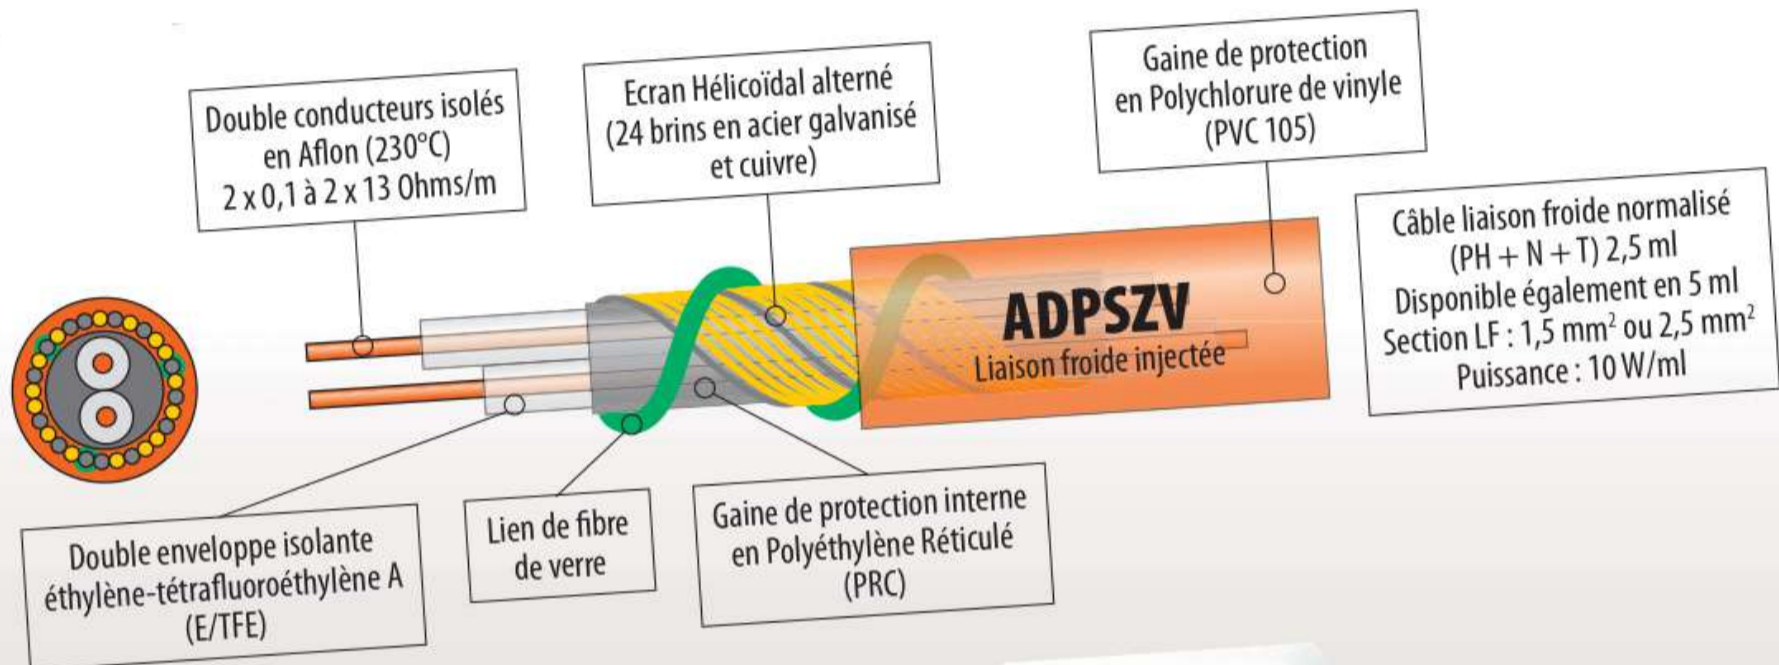 Double conducteurs isolés
en Aflon (230°C)
2 x 0,1 à 2 x 13 Ohms/m
Ecran Hélicoïdal alterné
(24 brins en acier galvanisé
et cuivre)
Gaine de protection
en Polychlorure de vinyle
(PVC 105)
Câble liaison froide normalisé
(PH + N + T) 2,5 ml
Disponible également en 5 ml
Section LF : 1,5 mm² ou 2,5 mm²
Puissance : 10 W/ml
ADPSZV
Liaison froide injectée
Double enveloppe isolante
éthylène-tétrafluoroéthylène A
(E/TFE)
Lien de fibre
de verre
Gaine de protection interne
en Polyéthylène Réticulé
(PRC)